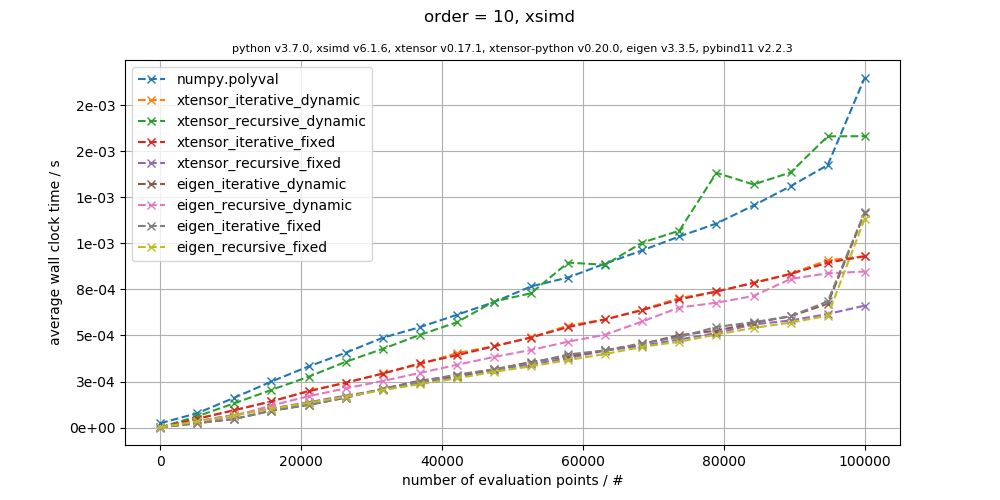 order = 10, xsimd
python v3.7.0, xsimd v6.1.6, xtensor v0.17.1, xtensor-python v0.20.0, eigen v3.3.5, pybind11 v2.2.3
numpy.polyval
xtensor_iterative_dynamic
xtensor_recursive_dynamic
xtensor_iterative_fixed
xtensor_recursive_fixed
eigen_iterative_dynamic
eigen_recursive_dynamic
eigen_iterative_fixed
eigen_recursive_fixed
average wall clock time / s
2e-03
2e-03
1e-03
1e-03
8e-04
5e-04
3e-04
0e+00
0
20000
40000
60000
80000
100000
number of evaluation points / #